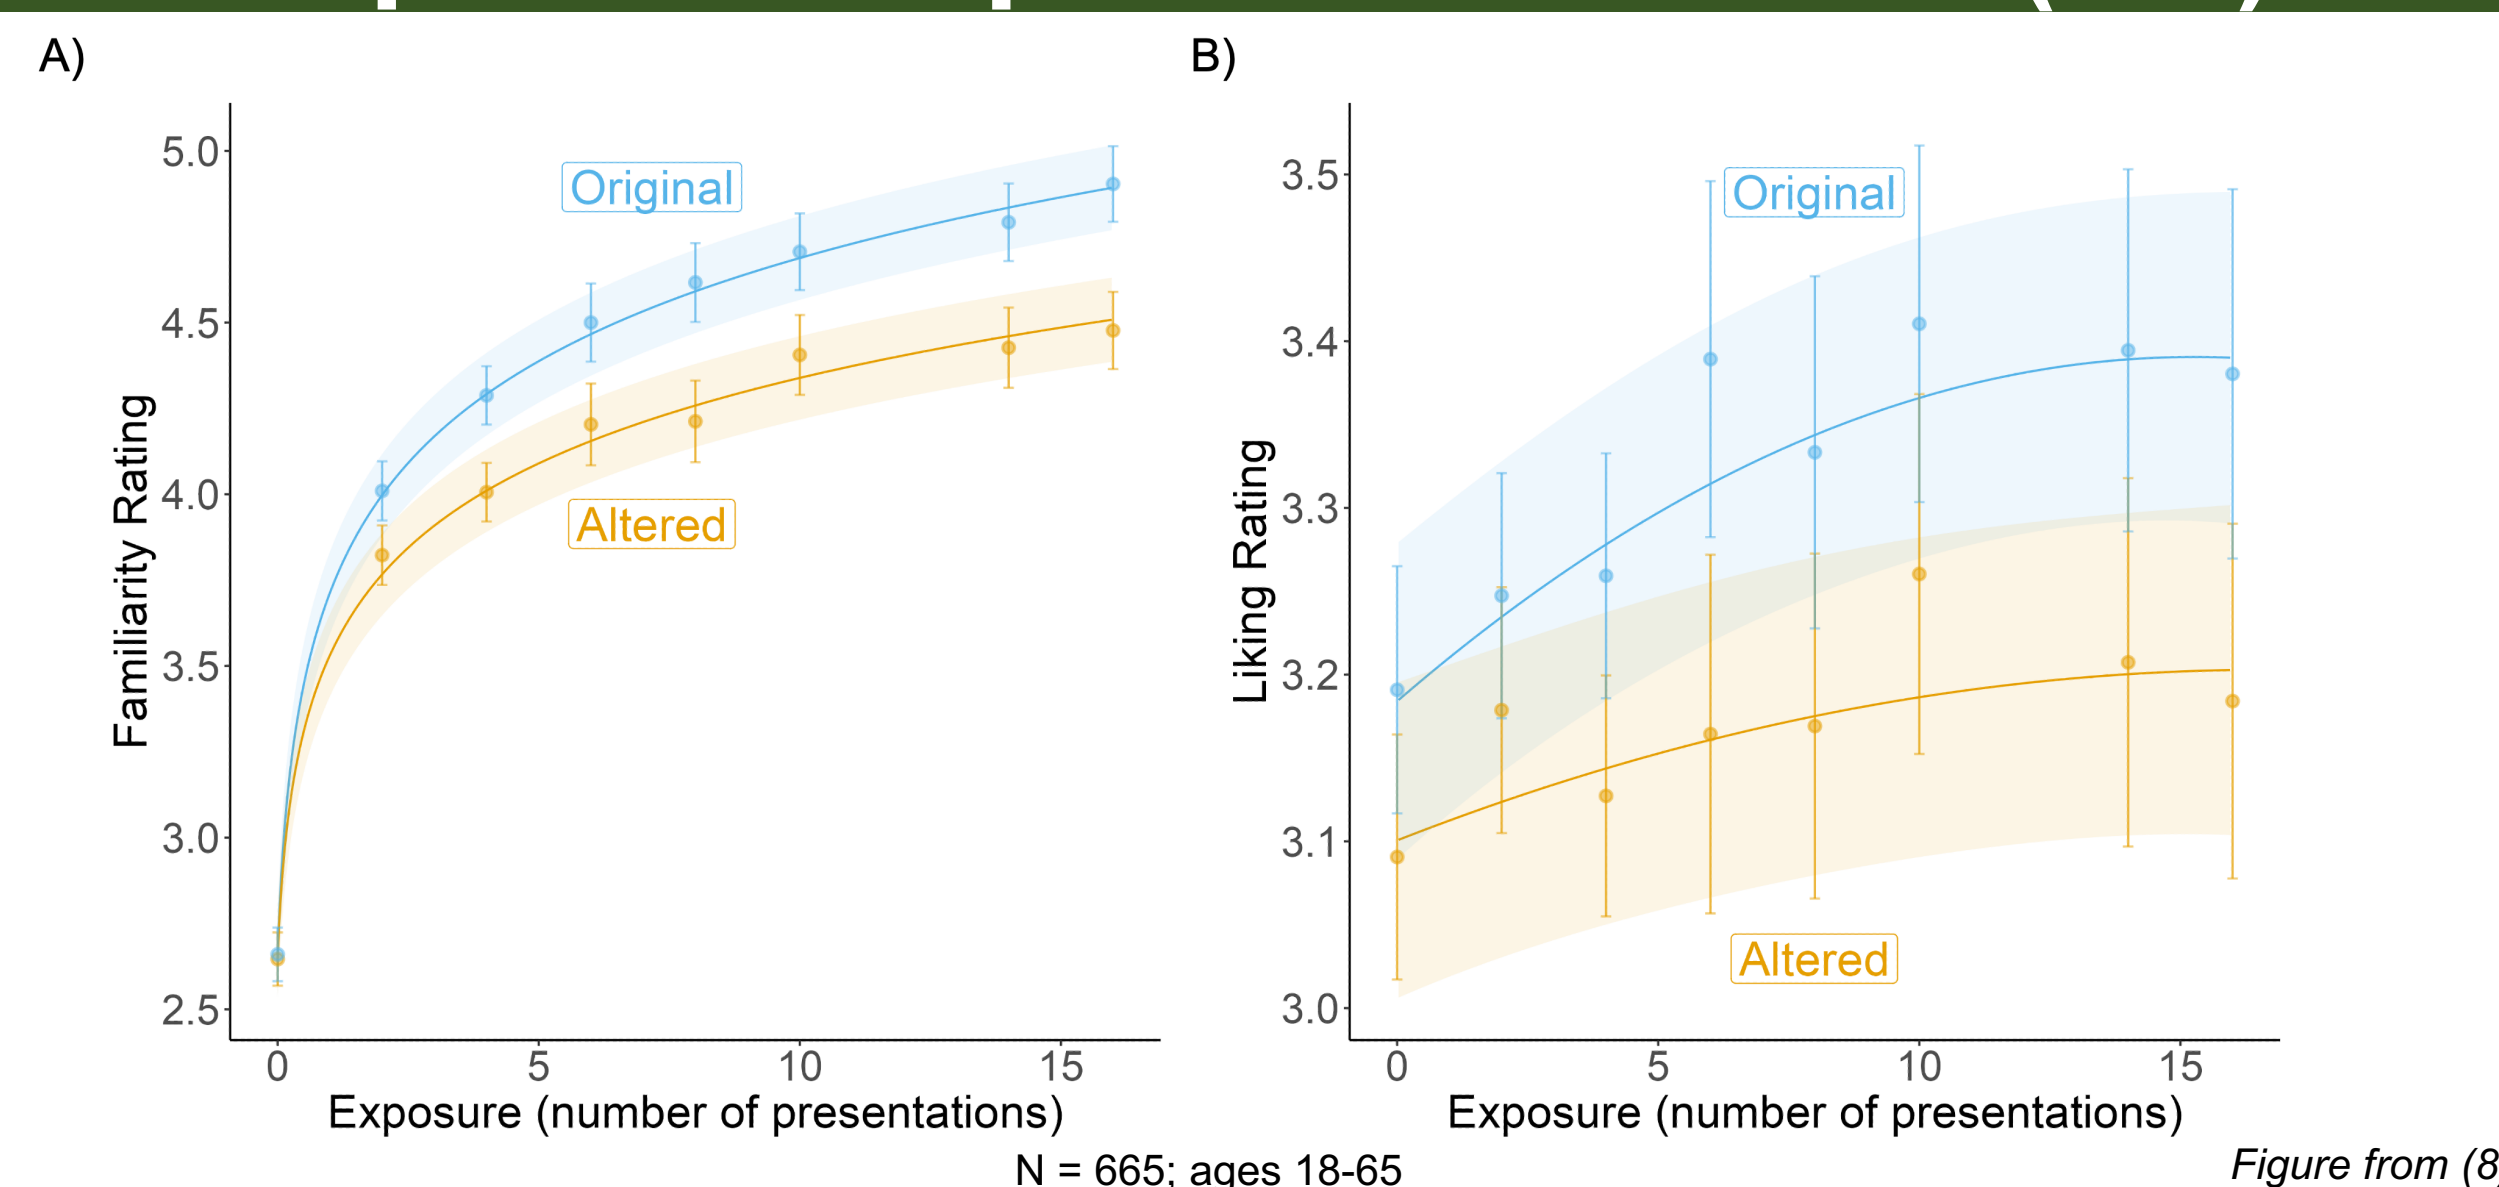 A)
B)
5.0
4.5
4.0
3.5
3.0
2.5
Familiarity Rating
Original
Altered
0 5 10 15
Exposure (number of presentations)
3.5
3.4
3.3
3.2
3.1
3.0
Liking Rating
Original
Altered
0 5 10 15
Exposure (number of presentations)
N = 665; ages 18-65
Figure from (8